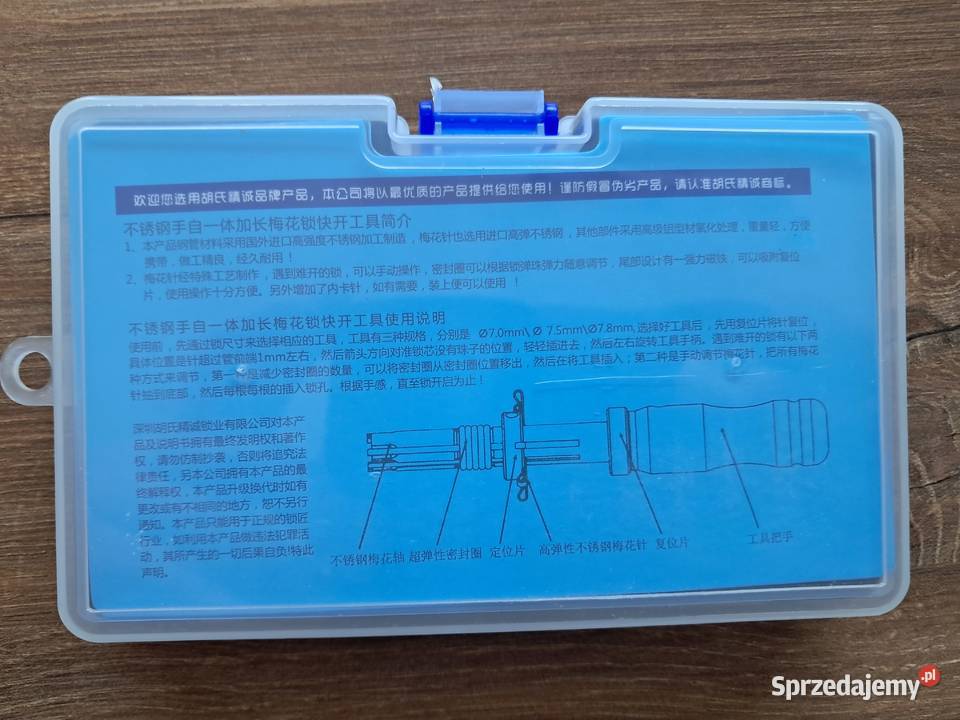 欢迎您选用胡氏精诚品牌产品，本公司将以最优质的产品提供给您使用！谨防假冒伪劣产品，请认准胡氏精诚商标。
不锈钢手自一体加长梅花锁快开工具简介
1、本产品钢管材料采用国外进口高强度不锈钢加工制造，梅花针也选用进口高弹不锈钢，其他部件采用高级铝型材氧化处理，重量轻，方便
携带，做工精良，经久耐用！
2、梅花针经特殊工艺制作，遇到难开的锁，可以手动操作，密封圈可以根据锁弹珠弹力随意调节，尾部设计有一强力磁铁，可以吸附复位
片，使用操作十分方便。另外增加了内卡针，如有需要，装上便可以使用 ！
不锈钢手自一体加长梅花锁快开工具使用说明
使用前，先通过锁尺寸来选择相应的工具，工具有三种规格，分别是 Ø7.0mm\Ø 7.5mm\Ø7.8mm,选择好工具后，先用复位片将针复位，
具体位置是针超过管前端1mm左右，然后箭头方向对准锁芯没有珠子的位置，轻轻插进去，然后左右旋转工具手柄。遇到难开的锁有以下两
种方式来调节，第一种是减少密封圈的数量，可以将密封圈从密封圈位置移出，然后在将工具插入；第二种是手动调节梅花针，把所有梅花
针抽到底部，然后每根每根的插入锁孔。根据手感，直至锁开启为止！
深圳胡氏精诚锁业有限公司对本产
品及说明书拥有最终发明权和著作
权，请勿仿制抄袭，否则将追究法
律责任，另本公司拥有本产品的最
终解释权，本产品升级换代时如有
更改或有不相同的地方，恕不另行
通知。本产品只能用于正规的锁匠
行业，如利用本产品做违法犯罪活
动，其所产生的一切后果自负!特此
声明。
不锈钢梅花轴 超弹性密封圈 定位片 高弹性不锈钢梅花针 复位片 工具把手
Sprzedajemy.pl